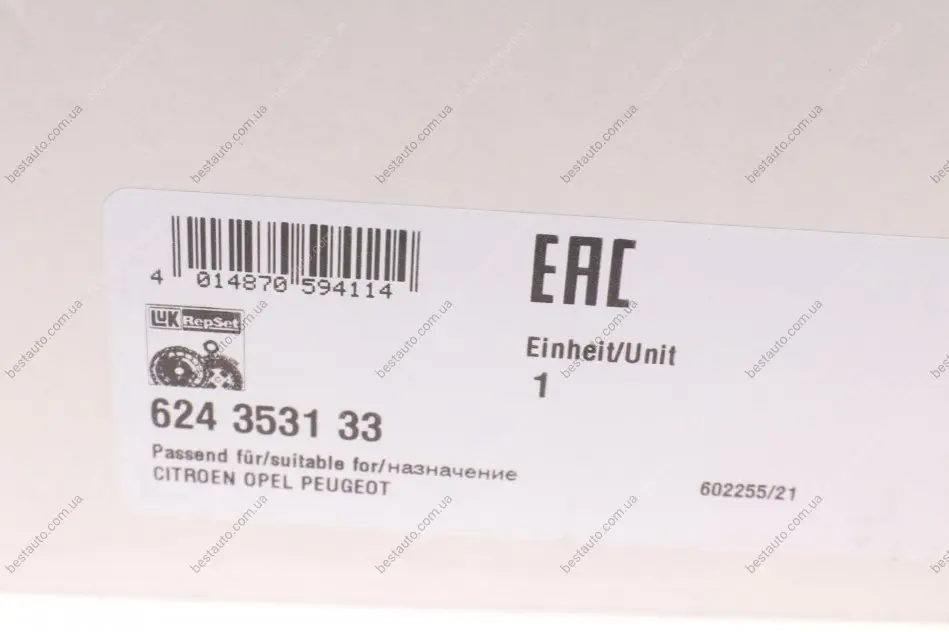 4 014870 594114
EAC
LUK RepSet
Einheit/Unit
1
624 3531 33
Passend für/suitable for/назначение
CITROEN OPEL PEUGEOT
602255/21
bestauto.com.ua